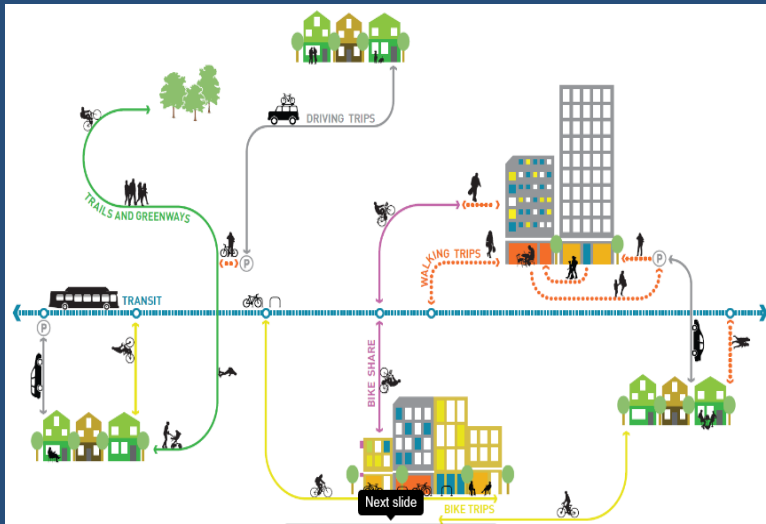 DRIVING TRIPS
TRAILS AND GREENWAYS
P
WALKING TRIPS
P
TRANSIT
P
BIKE SHARE
Next slide
BIKE TRIPS